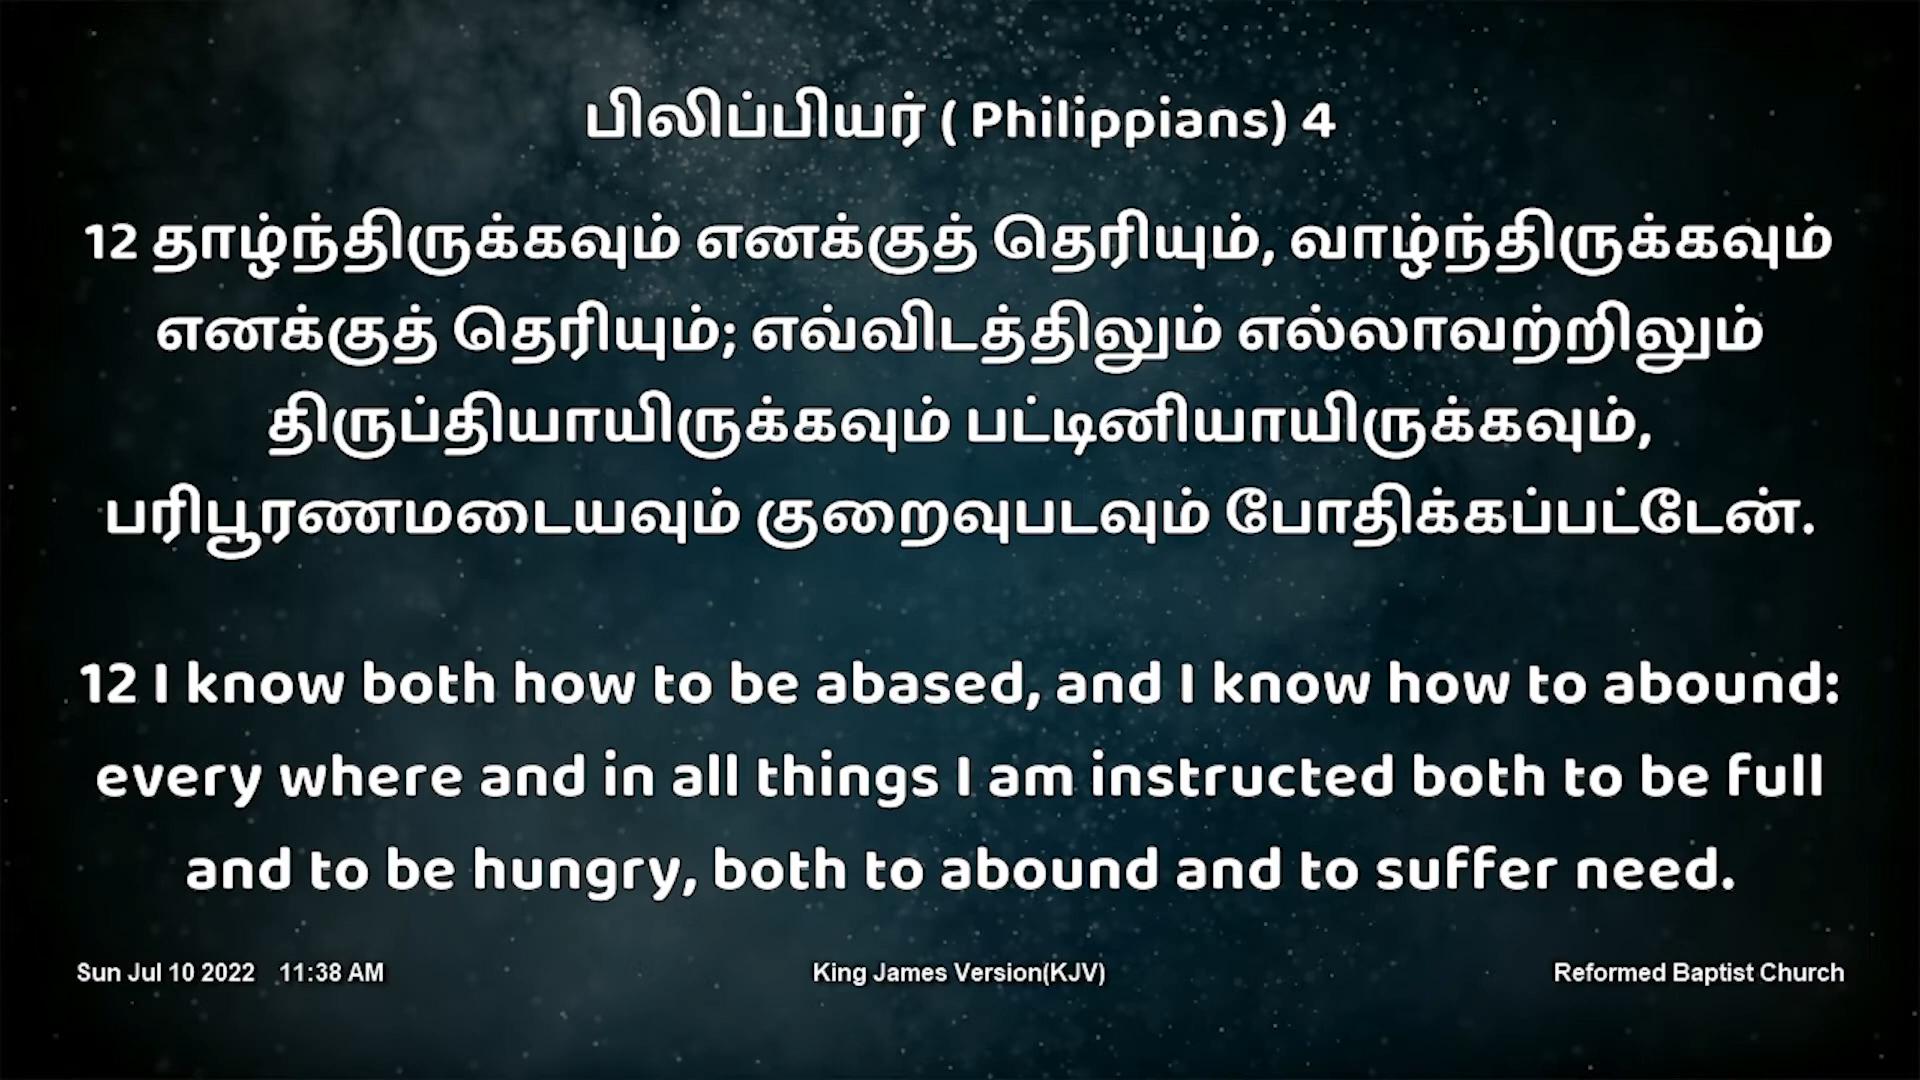 பிலிப்பியர் ( Philippians) 4
12 தாழ்ந்திருக்கவும் எனக்குத் தெரியும், வாழ்ந்திருக்கவும்
எனக்குத் தெரியும்; எவ்விடத்திலும் எல்லாவற்றிலும்
திருப்தியாயிருக்கவும் பட்டினியாயிருக்கவும்,
பரிபூரணமடையவும் குறைவுபடவும் போதிக்கப்பட்டேன்.
12 I know both how to be abased, and I know how to abound:
every where and in all things I am instructed both to be full
and to be hungry, both to abound and to suffer need.
Sun Jul 10 2022 11:38 AM
King James Version(KJV)
Reformed Baptist Church